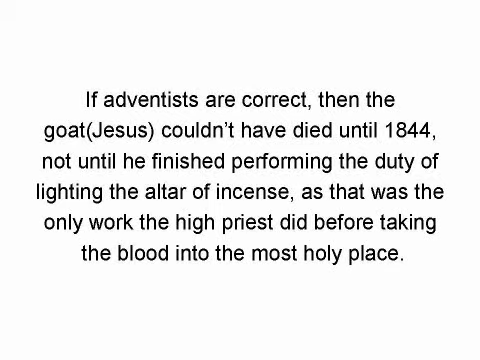 If adventists are correct, then the
goat(Jesus) couldn’t have died until 1844,
not until he finished performing the duty of
lighting the altar of incense, as that was the
only work the high priest did before taking
the blood into the most holy place.